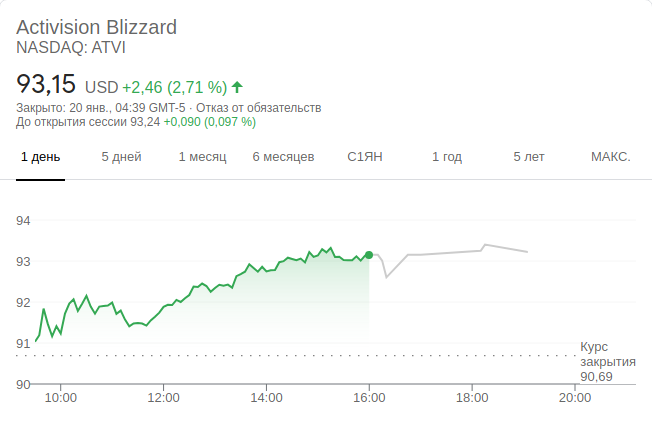 Activision Blizzard
NASDAQ: ATVI
93,15 USD +2,46 (2,71 %)
Закрыто: 20 янв., 04:39 GMT-5 · Отказ от обязательств
До открытия сессии 93,24 +0,090 (0,097 %)
1 день 5 дней 1 месяц 6 месяцев С1ЯН 1 год 5 лет МАКС.
94
93
92
91
Курс
закрытия
90,69
90
10:00 12:00 14:00 16:00 18:00 20:00